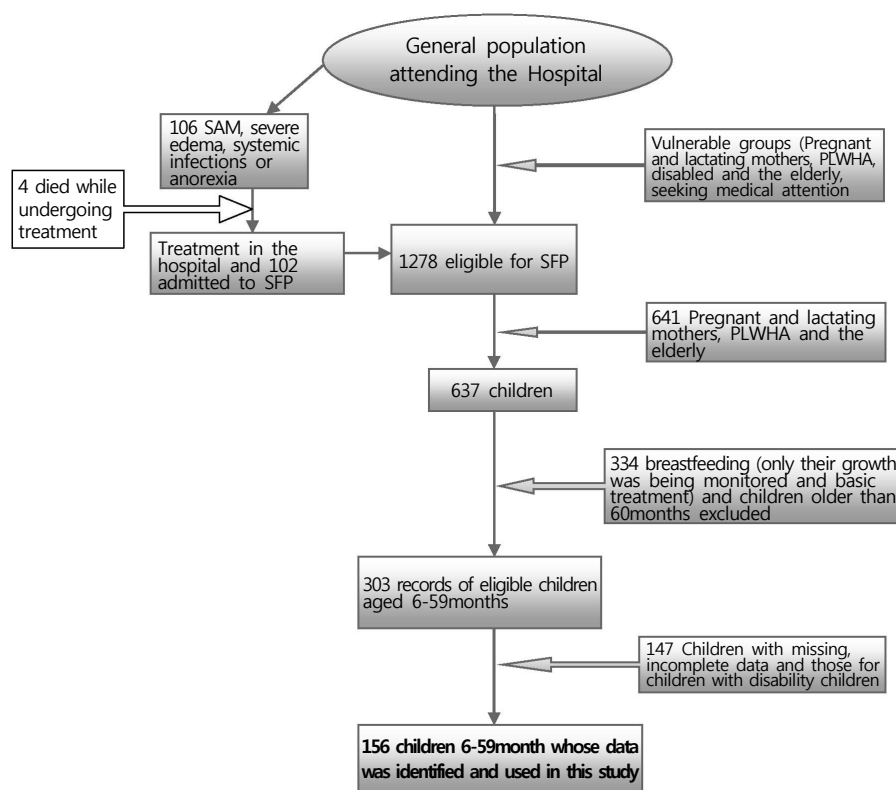 General population
attending the Hospital
106 SAM, severe
edema, systemic
infections or
anorexia
Vulnerable groups (Pregnant
and lactating mothers, PLWHA,
disabled and the elderly,
seeking medical attention
4 died while
undergoing
treatment
Treatment in the
hospital and 102
admitted to SFP
1278 eligible for SFP
641 Pregnant and lactating
mothers, PLWHA and the
elderly
637 children
334 breastfeeding (only their growth
was being monitored and basic
treatment) and children older than
60months excluded
303 records of eligible children
aged 6-59months
147 Children with missing,
incomplete data and those for
children with disability children
156 children 6-59month whose data
was identified and used in this study